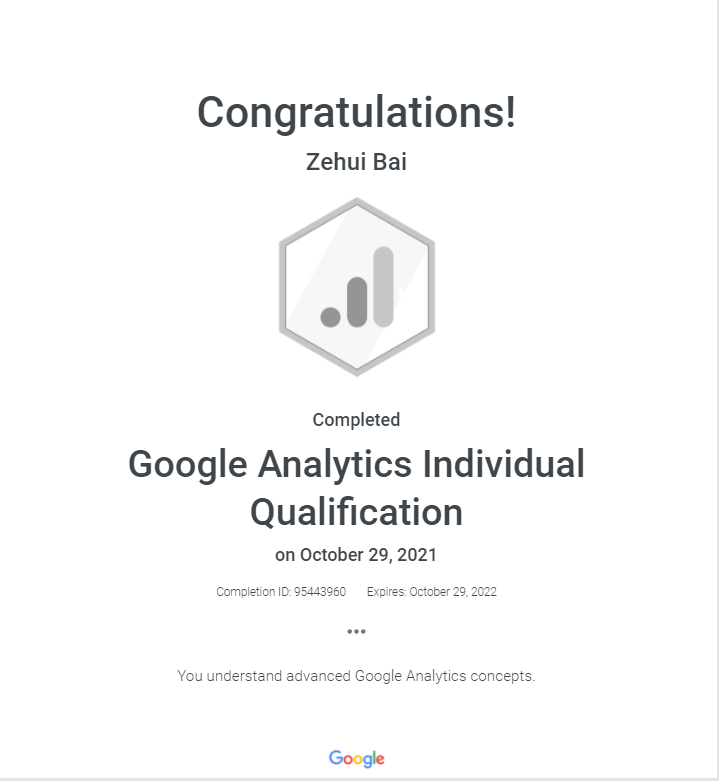 Congratulations!
Zehui Bai
Completed
Google Analytics Individual
Qualification
on October 29, 2021
Completion ID: 95443960 Expires: October 29, 2022
•••
You understand advanced Google Analytics concepts.
Google